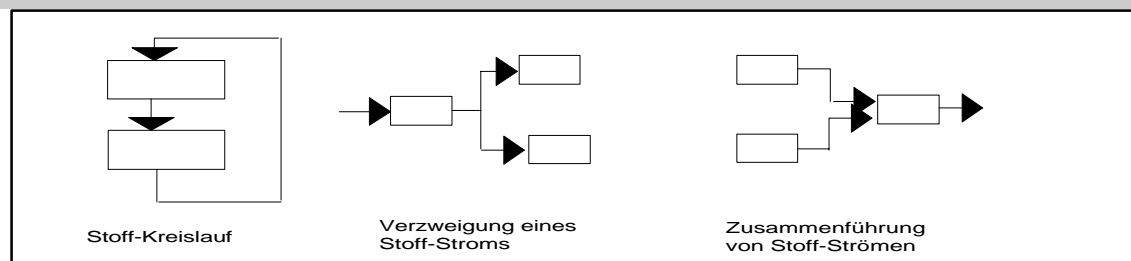 Stoff-Kreislauf
Verzweigung eines
Stoff-Stroms
Zusammenführung
von Stoff-Strömen